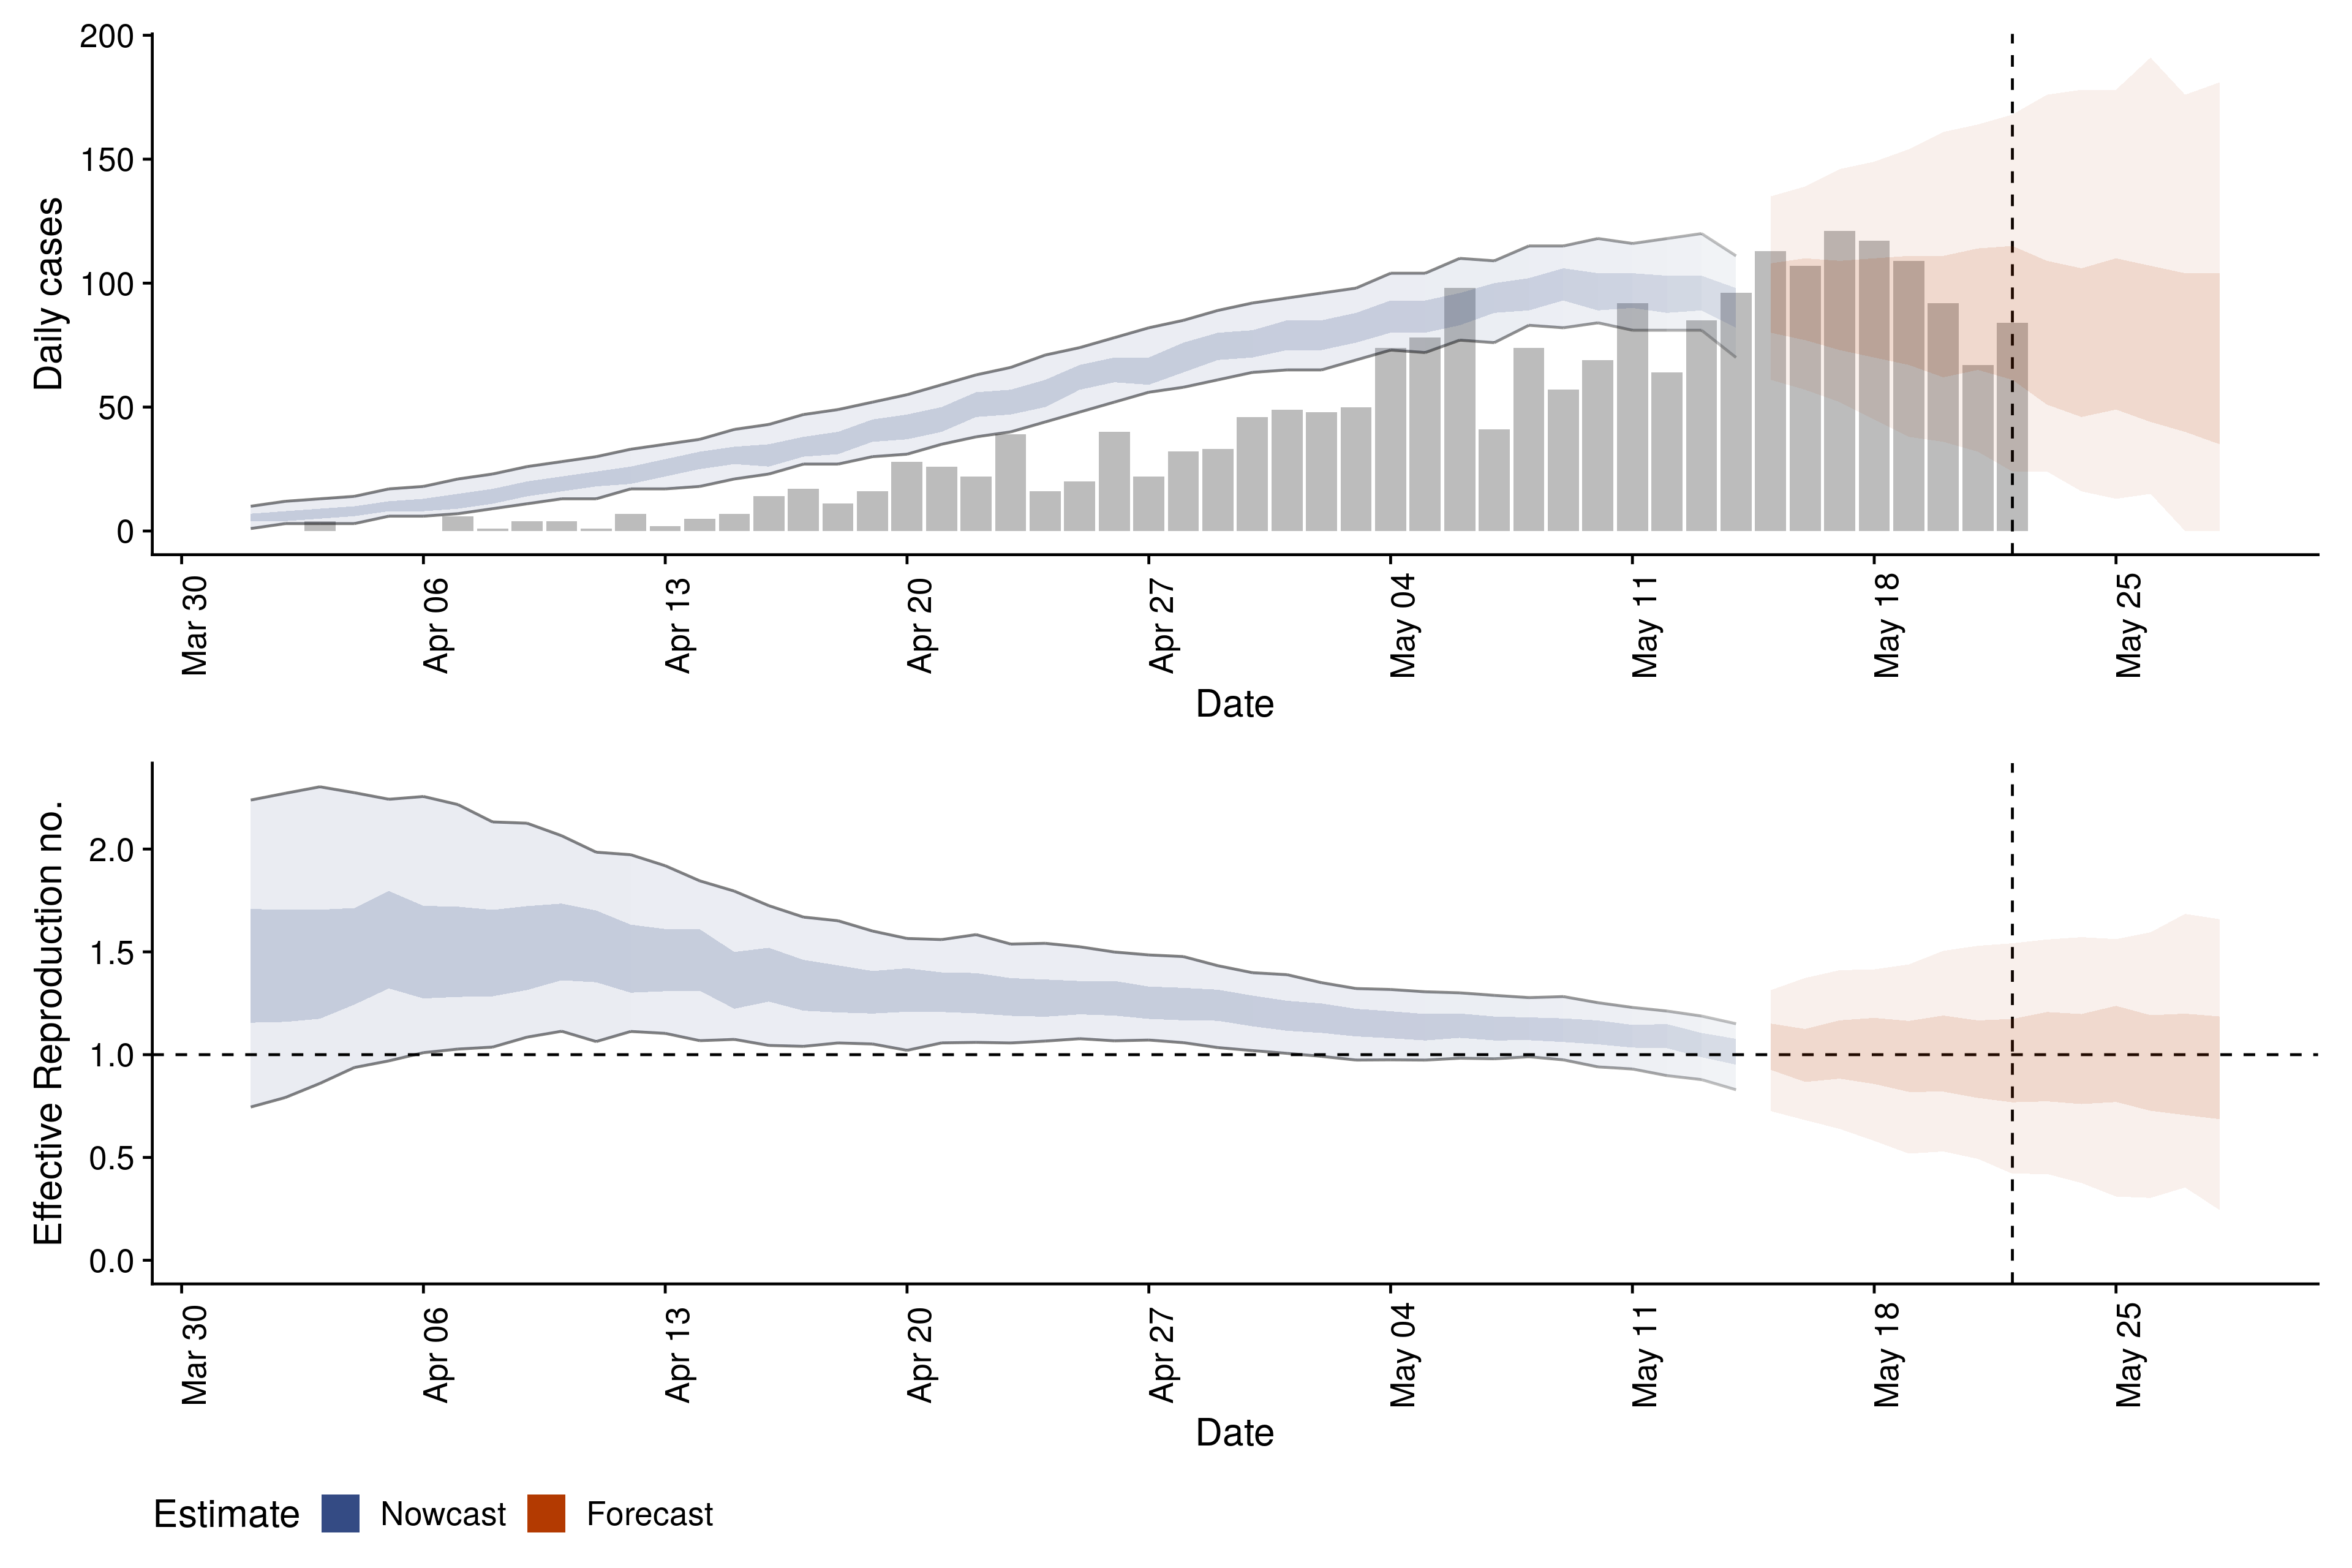 200
150
100
50
0
Daily cases
Mar 30
Apr 06
Apr 13
Apr 20
Apr 27
May 04
May 11
May 18
May 25
Date
2.0
1.5
1.0
0.5
0.0
Effective Reproduction no.
Mar 30
Apr 06
Apr 13
Apr 20
Apr 27
May 04
May 11
May 18
May 25
Date
Estimate Nowcast Forecast